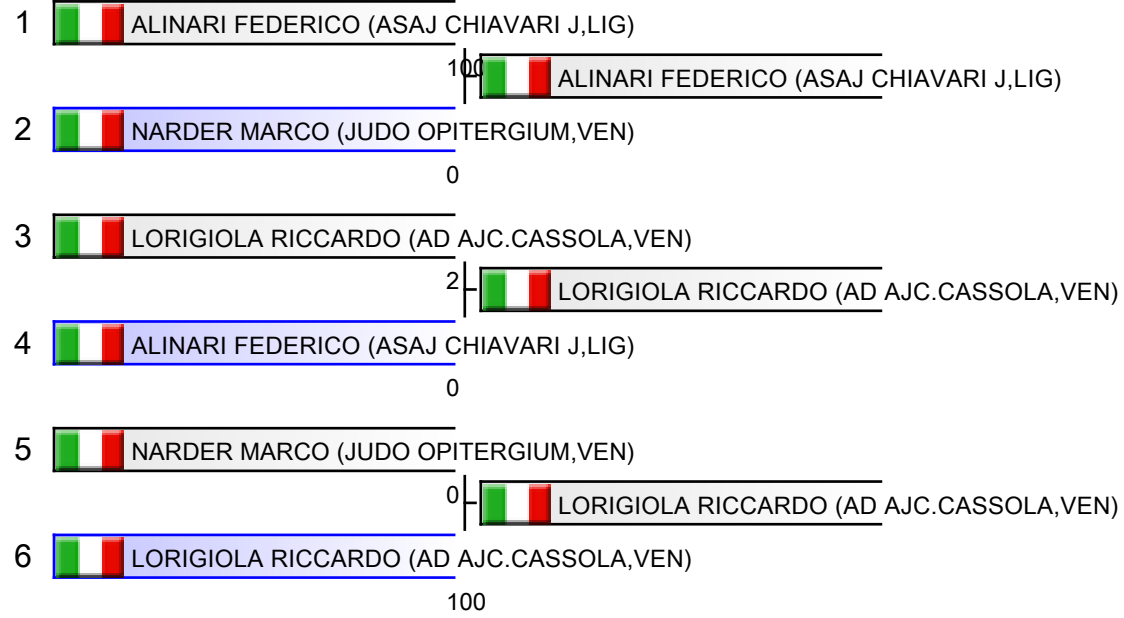 1 ALINARI FEDERICO (ASAJ CHIAVARI J,LIG)
100 ALINARI FEDERICO (ASAJ CHIAVARI J,LIG)
2 NARDER MARCO (JUDO OPITERGIUM,VEN)
0
3 LORIGIOLA RICCARDO (AD AJC.CASSOLA,VEN)
2 LORIGIOLA RICCARDO (AD AJC.CASSOLA,VEN)
4 ALINARI FEDERICO (ASAJ CHIAVARI J,LIG)
0
5 NARDER MARCO (JUDO OPITERGIUM,VEN)
0 LORIGIOLA RICCARDO (AD AJC.CASSOLA,VEN)
6 LORIGIOLA RICCARDO (AD AJC.CASSOLA,VEN)
100